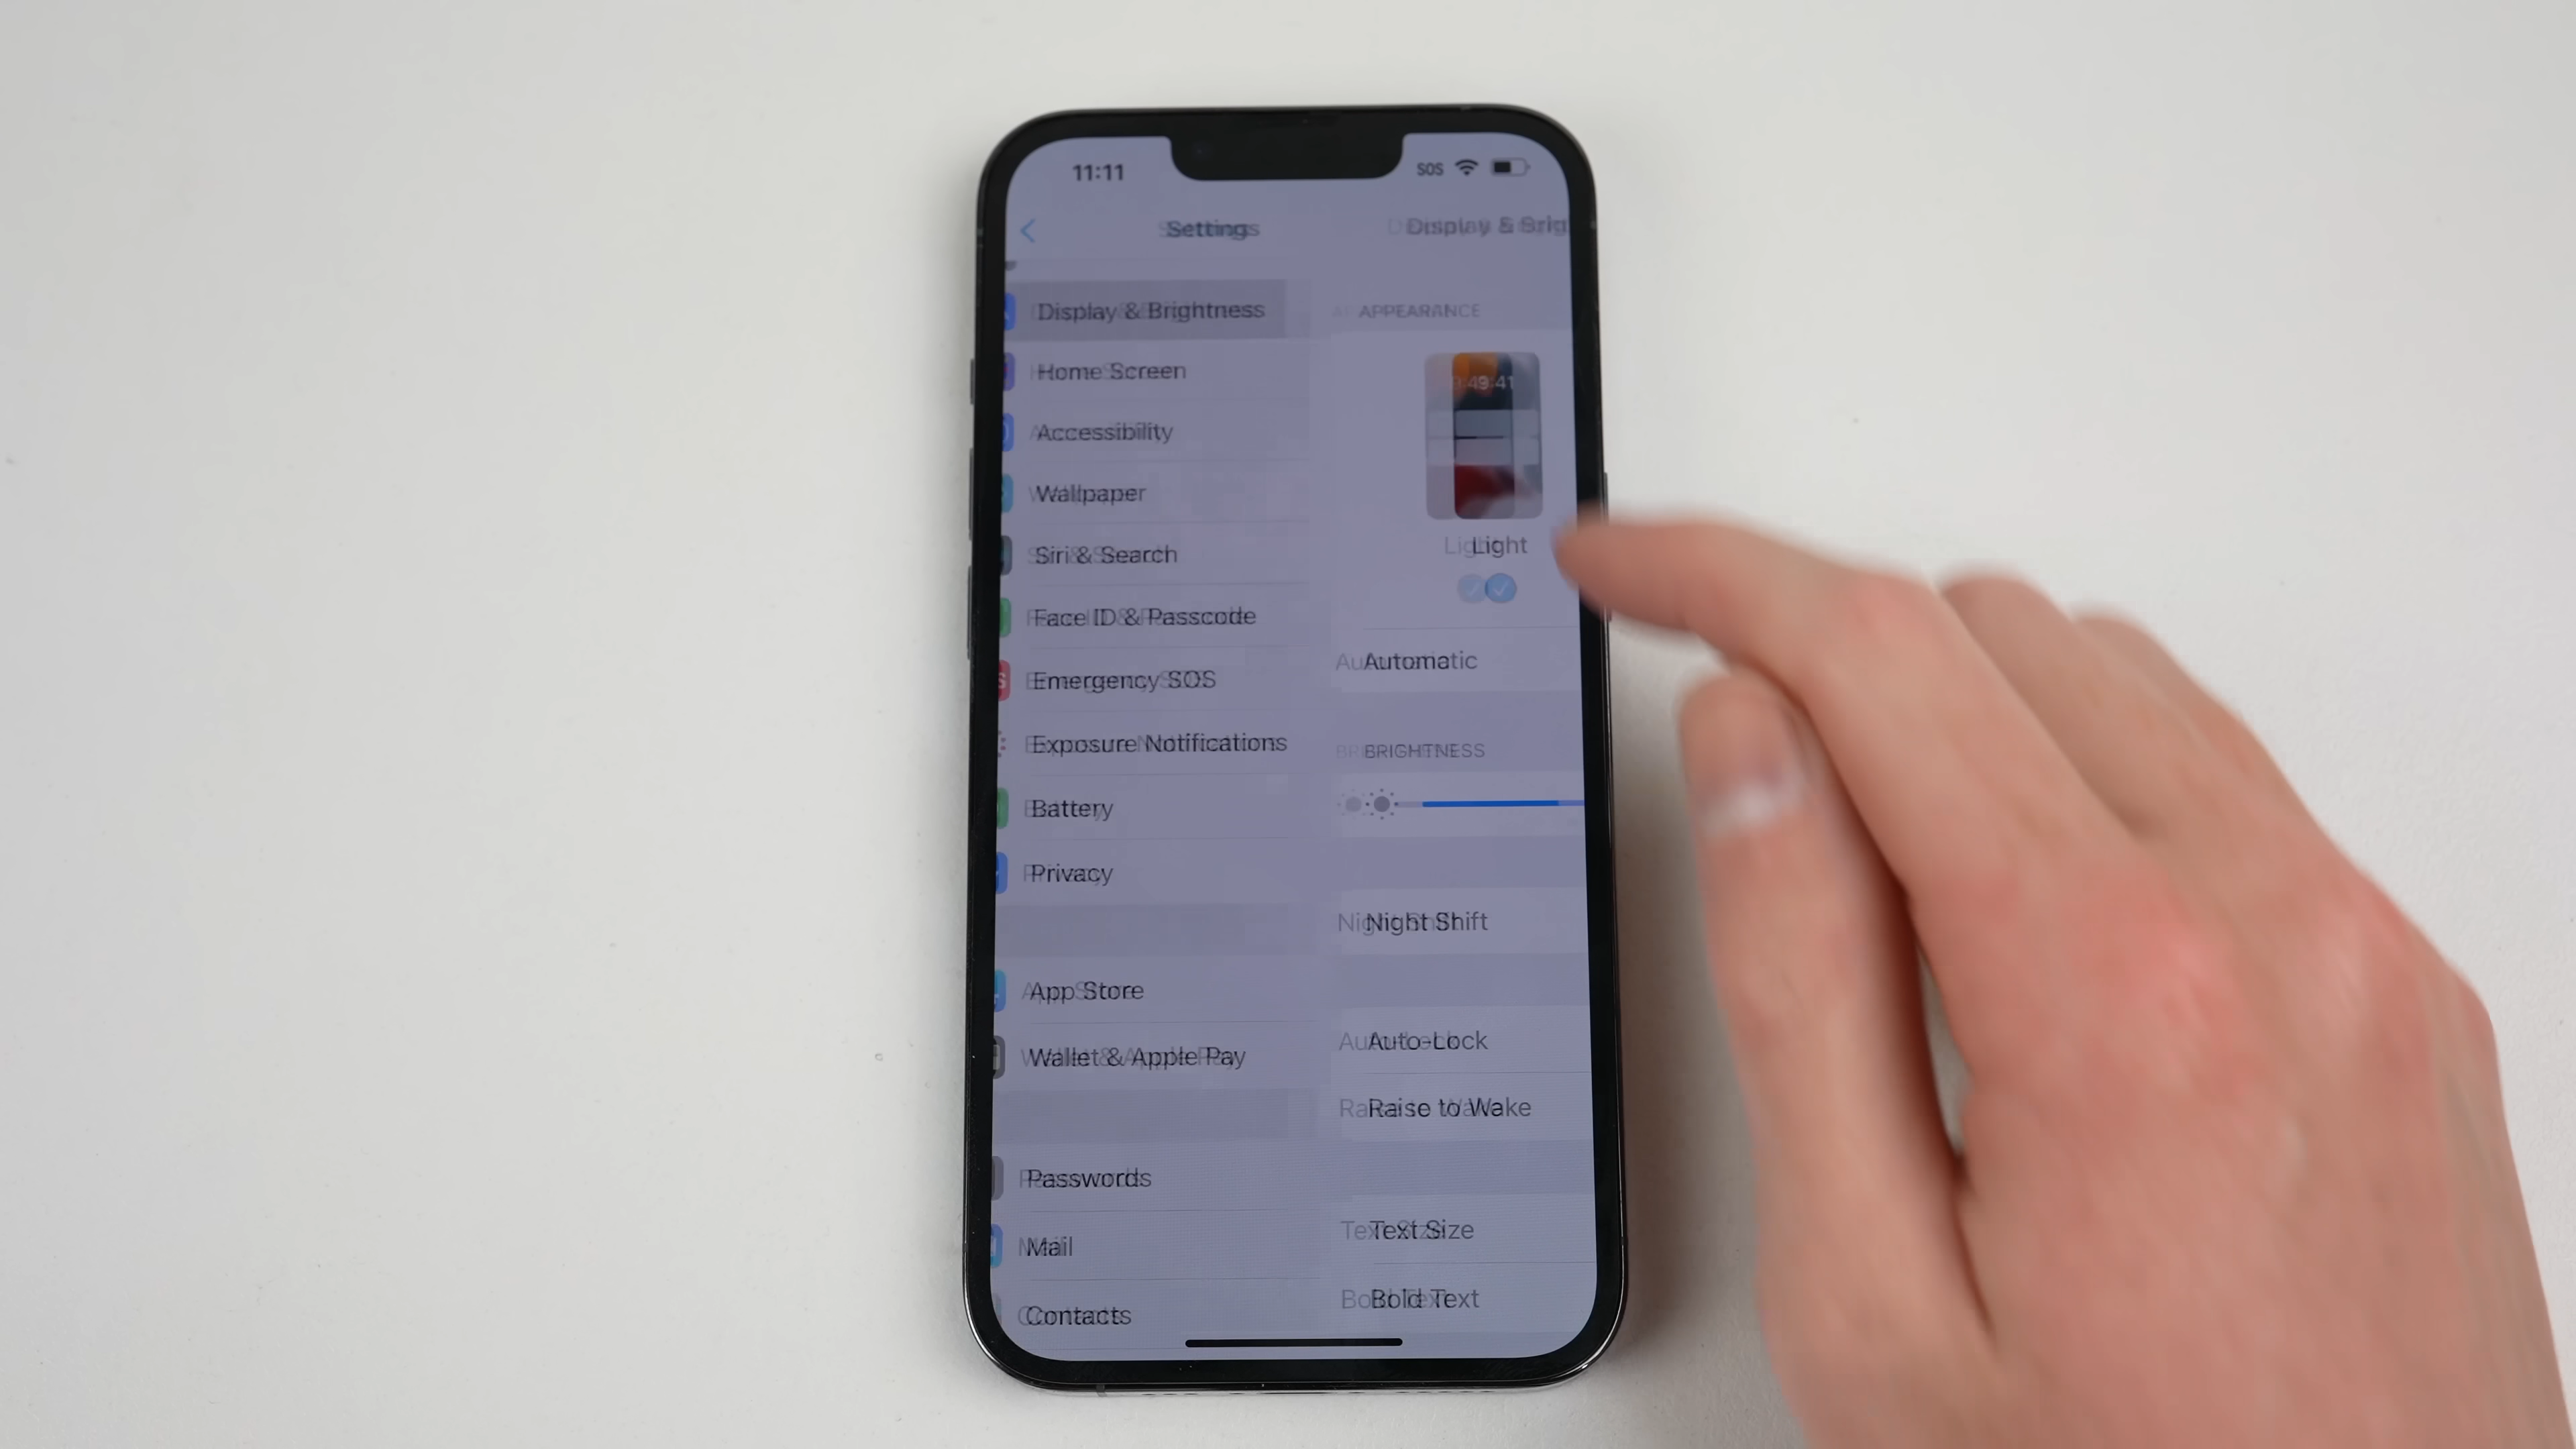 11:11
SOS
Settings
Display & Brig
Display & Brightness
Home Screen
Accessibility
Wallpaper
Siri & Search
Face ID & Passcode
Emergency SOS
Exposure Notifications
Battery
Privacy
App Store
Wallet & Apple Pay
Passwords
Mail
Contacts
APPEARANCE
9:41
Light
Automatic
BRIGHTNESS
Night Shift
Auto-Lock
Raise to Wake
Text Size
Bold Text